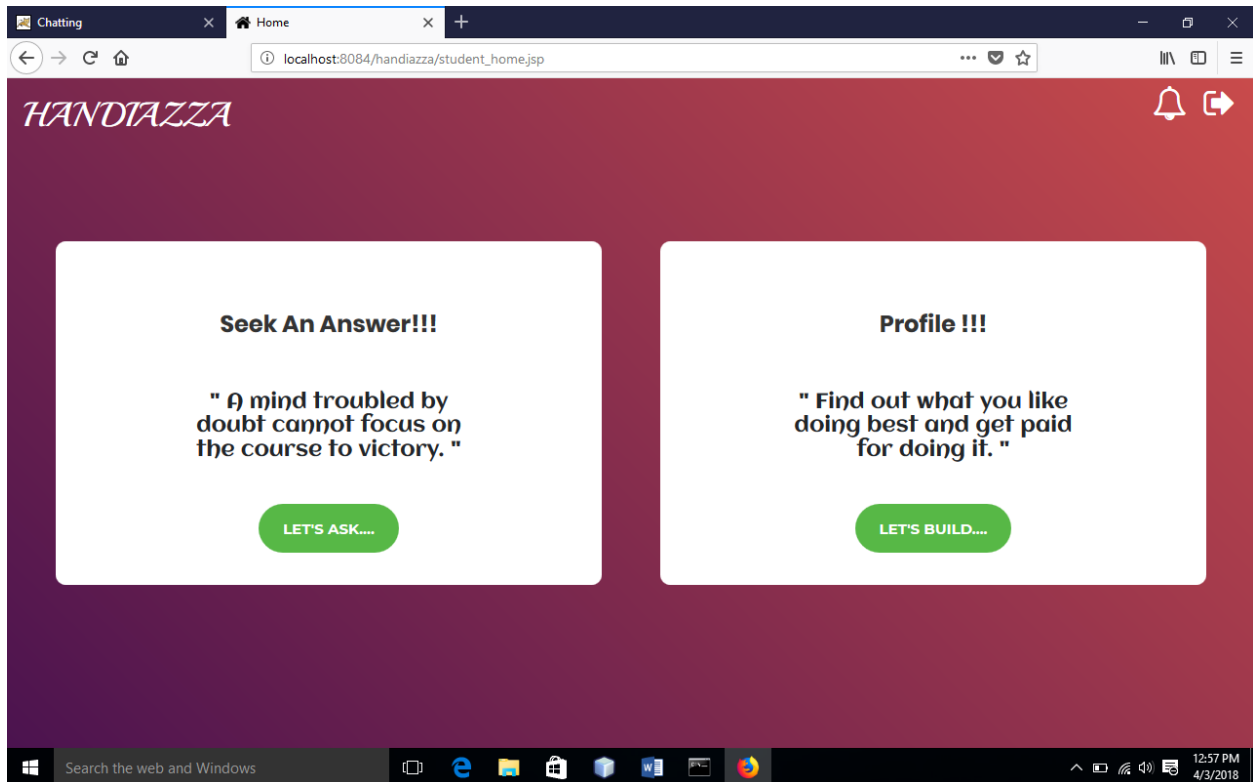 Chatting
Home
localhost:8084/handiazza/student_home.jsp
HANDIAZZA
Seek An Answer!!!
" A mind troubled by
doubt cannot focus on
the course to victory. "
LET'S ASK....
Profile !!!
" Find out what you like
doing best and get paid
for doing it. "
LET'S BUILD....
Search the web and Windows
12:57 PM
4/3/2018